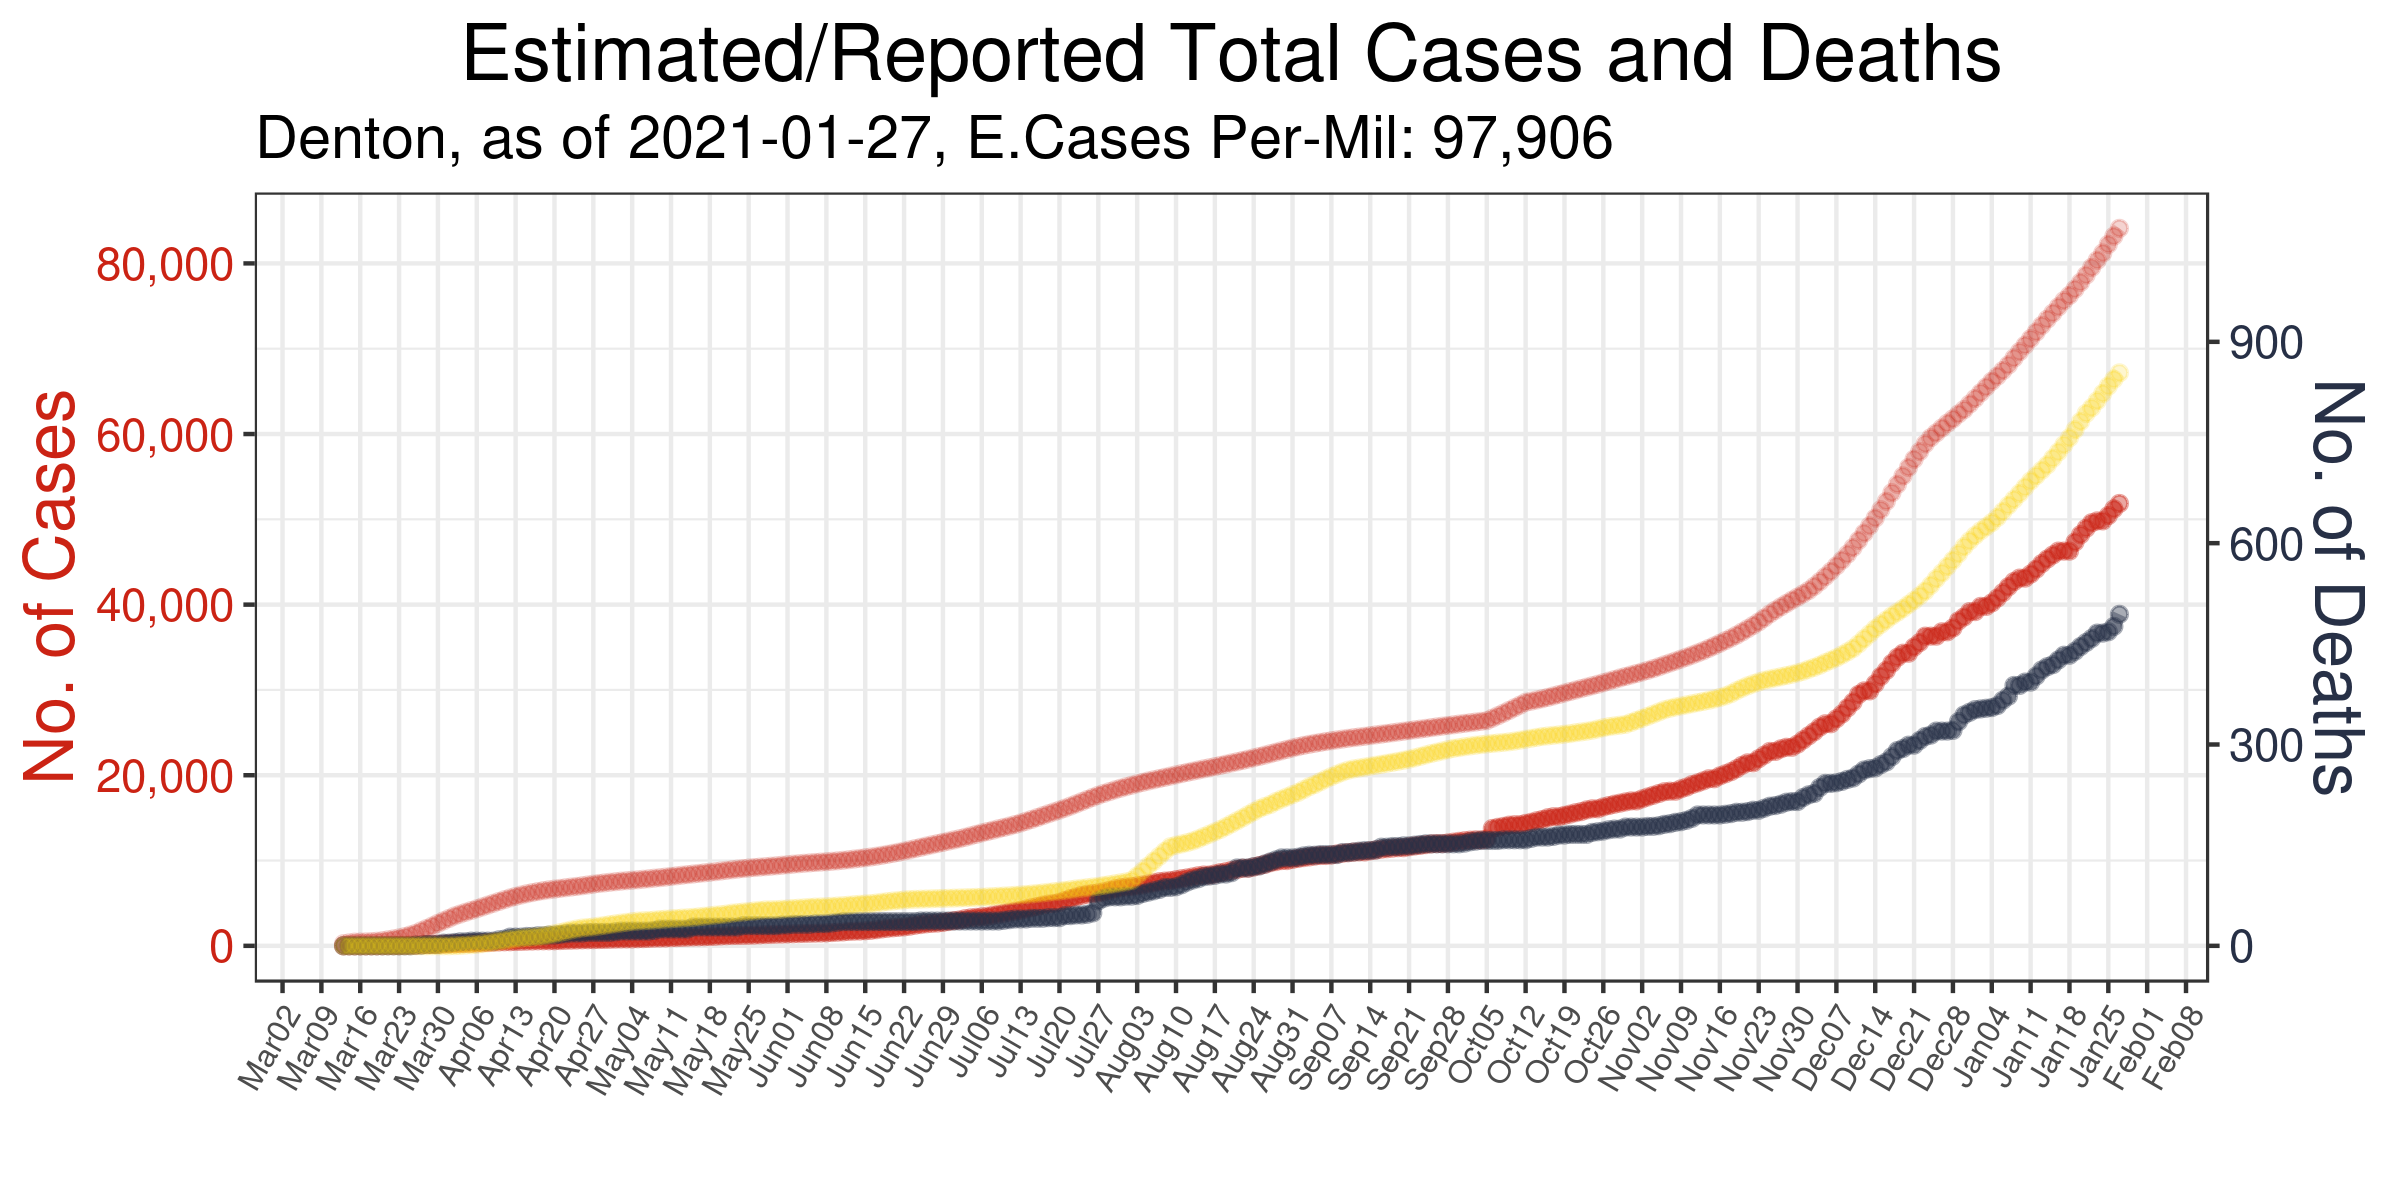 Estimated/Reported Total Cases and Deaths
Denton, as of 2021-01-27, E.Cases Per-Mil: 97,906
No. of Cases
80,000
60,000
40,000
20,000
0
900
600
300
0
No. of Deaths
Mar02
Mar09
Mar16
Mar23
Mar30
Apr06
Apr13
Apr20
Apr27
May04
May11
May18
May25
Jun01
Jun08
Jun15
Jun22
Jun29
Jul06
Jul13
Jul20
Jul27
Aug03
Aug10
Aug17
Aug24
Aug31
Sep07
Sep14
Sep21
Sep28
Oct05
Oct12
Oct19
Oct26
Nov02
Nov09
Nov16
Nov23
Nov30
Dec07
Dec14
Dec21
Dec28
Jan04
Jan11
Jan18
Jan25
Feb01
Feb08